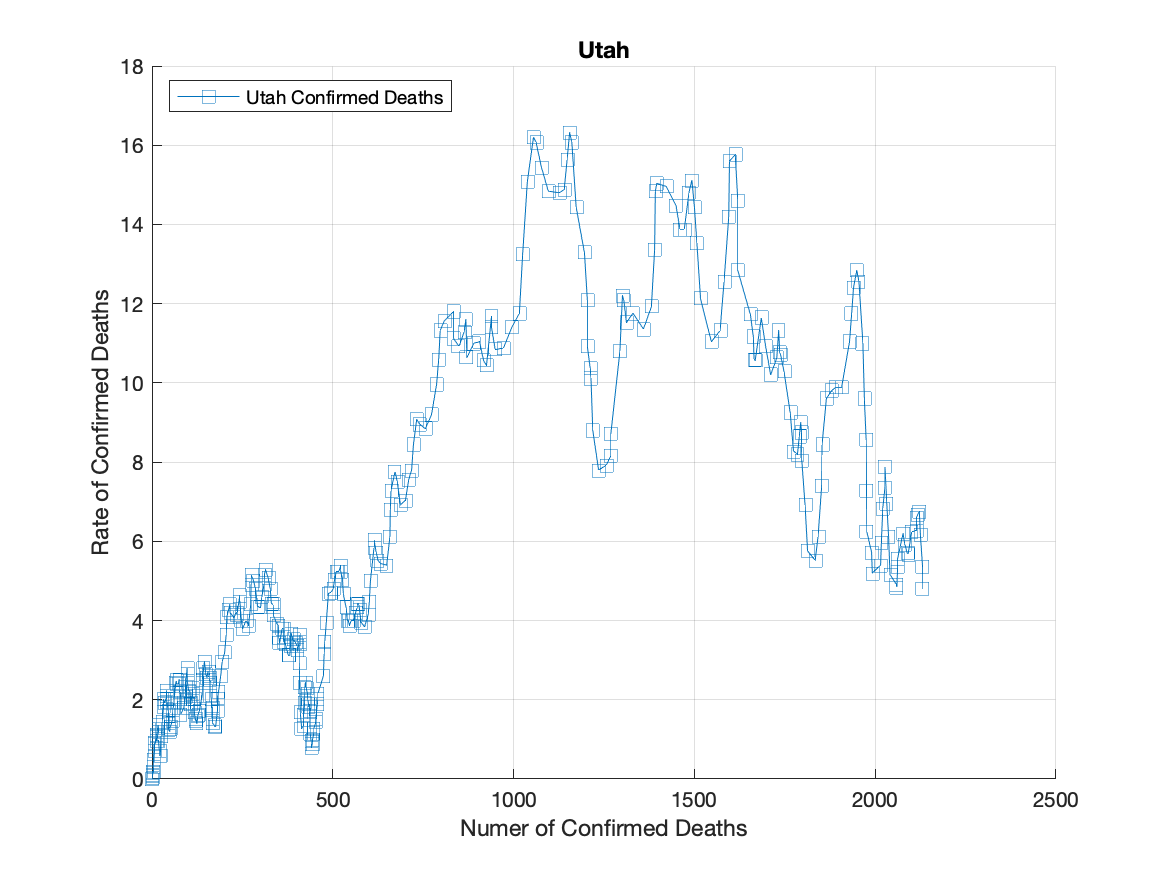 Utah
18
Utah Confirmed Deaths
16
14
12
10
8
6
4
2
0
Rate of Confirmed Deaths
0 500 1000 1500 2000 2500
Numer of Confirmed Deaths